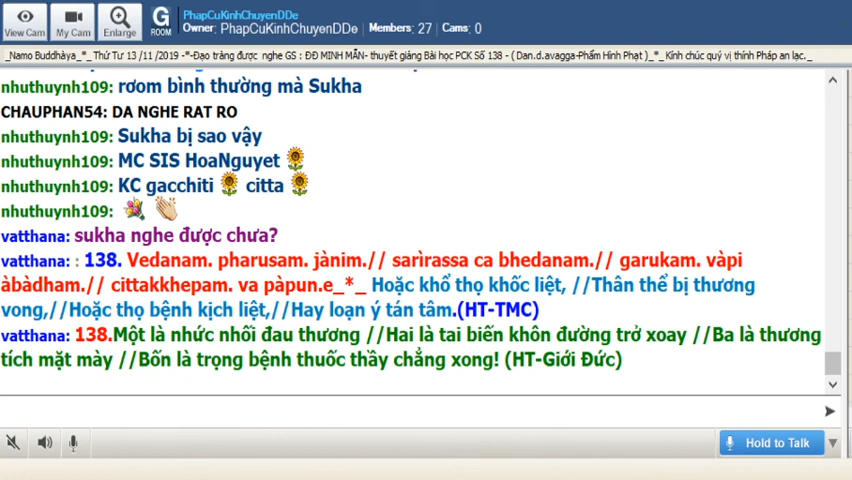 PhapCuKinhChuyenDDe
Owner: PhapCuKinhChuyenDDe Members: 27 Cams: 0
View Cam My Cam Enlarge G ROOM
_Namo Buddhàya_*_ Thứ Tư 13 /11 /2019 -*-Đạo tràng được nghe GS : ĐĐ MINH MẪN- thuyết giảng Bài học PCK Số 138 - ( Dan.d.avagga-Phẩm Hình Phạt )_*_ Kính chúc quý vị thính Pháp an lạc._
nhuthuynh109: rơom bình thường mà Sukha
CHAUPHAN54: DA NGHE RAT RO
nhuthuynh109: Sukha bị sao vậy
nhuthuynh109: MC SIS HoaNguyet
nhuthuynh109: KC gacchiti citta
nhuthuynh109:
vatthana: sukha nghe được chưa?
vatthana: : 138. Vedanam. pharusam. jànim.// sarìrassa ca bhedanam.// garukam. vàpi
àbàdham.// cittakkhepam. va pàpun.e_*_ Hoặc khổ thọ khốc liệt, //Thân thể bị thương
vong,//Hoặc thọ bệnh kịch liệt,//Hay loạn ý tán tâm.(HT-TMC)
vatthana: 138.Một là nhức nhối đau thương //Hai là tai biến khôn đường trở xoay //Ba là thương
tích mặt mày //Bốn là trọng bệnh thuốc thầy chẳng xong! (HT-Giới Đức)
Hold to Talk